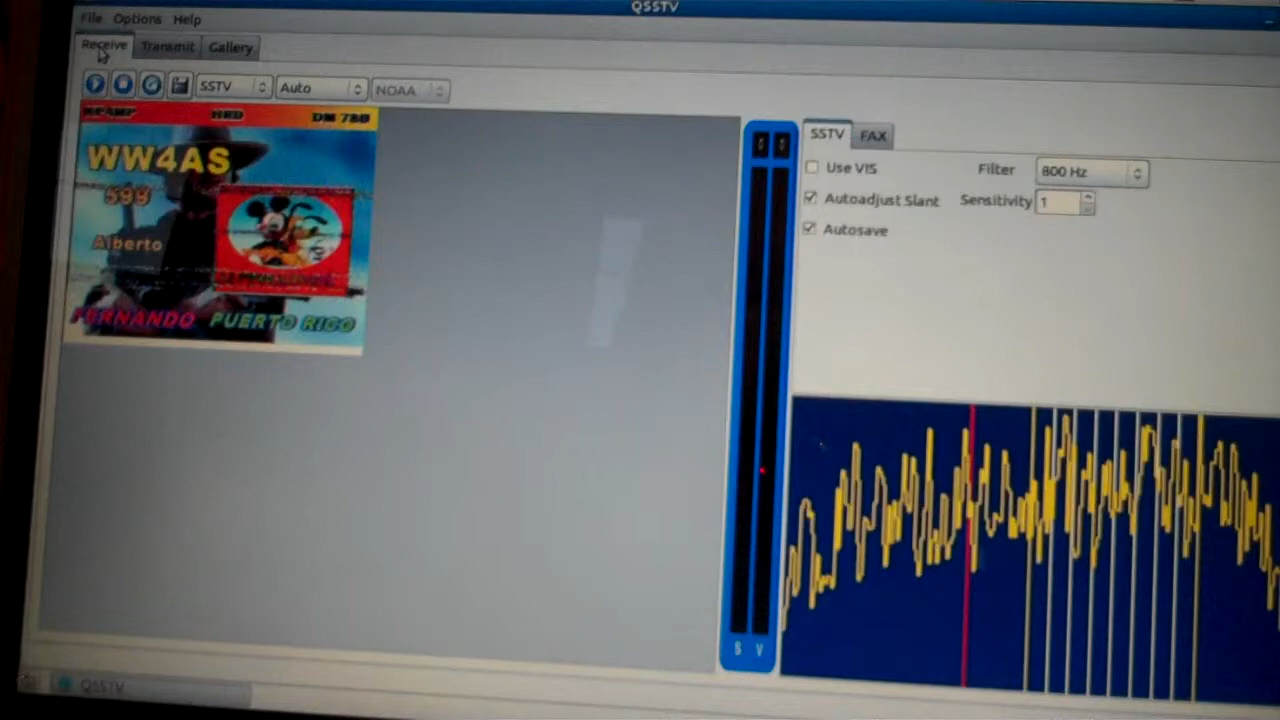 QSSTV
File Options Help
Receive Transmit Gallery
SSTV Auto NOAA
HRD DM 780
WW4AS
599
Alberto
FERNANDO PUERTO RICO
SSTV FAX
Use VIS Filter 800 Hz
Autoadjust Slant Sensitivity 1
Autosave
S V
QSSTV